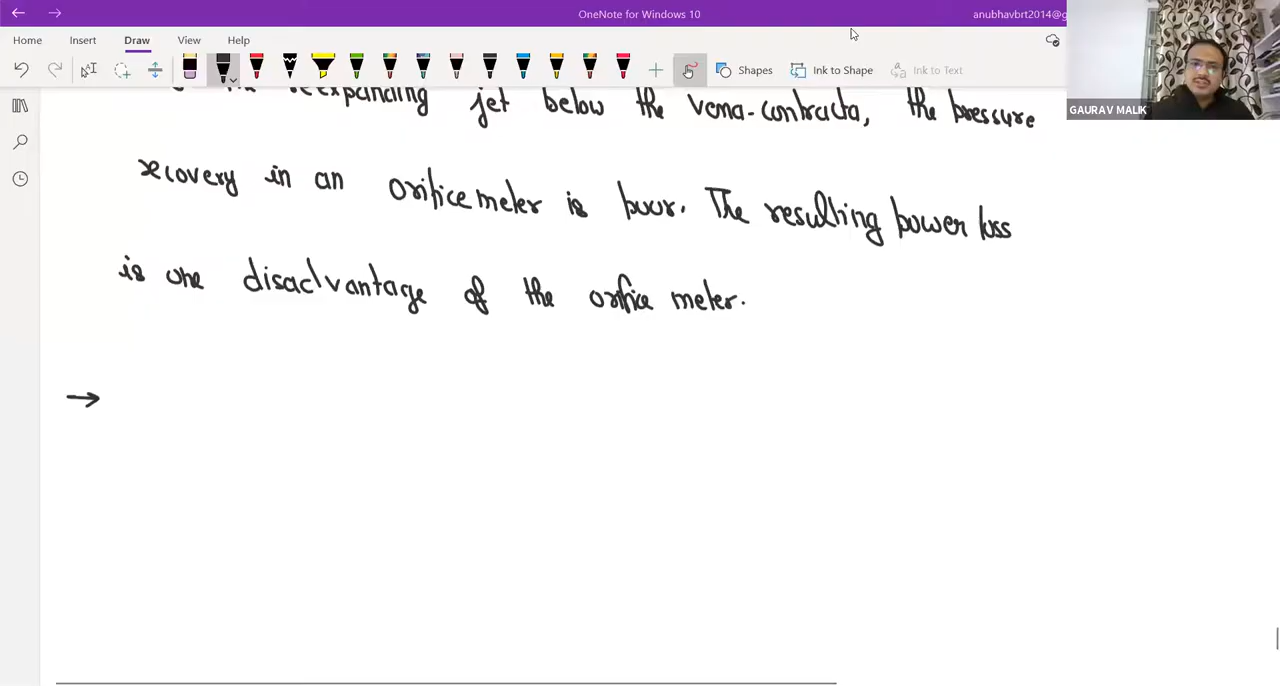 OneNote for Windows 10
anubhavbrt2014@g
Home Insert Draw View Help
Shapes Ink to Shape Ink to Text
GAURAV MALIK
reexpanding jet below the vena-contracta, the pressure
recovery in an orifice meter is poor. The resulting power loss
is one disadvantage of the orifice meter.
→